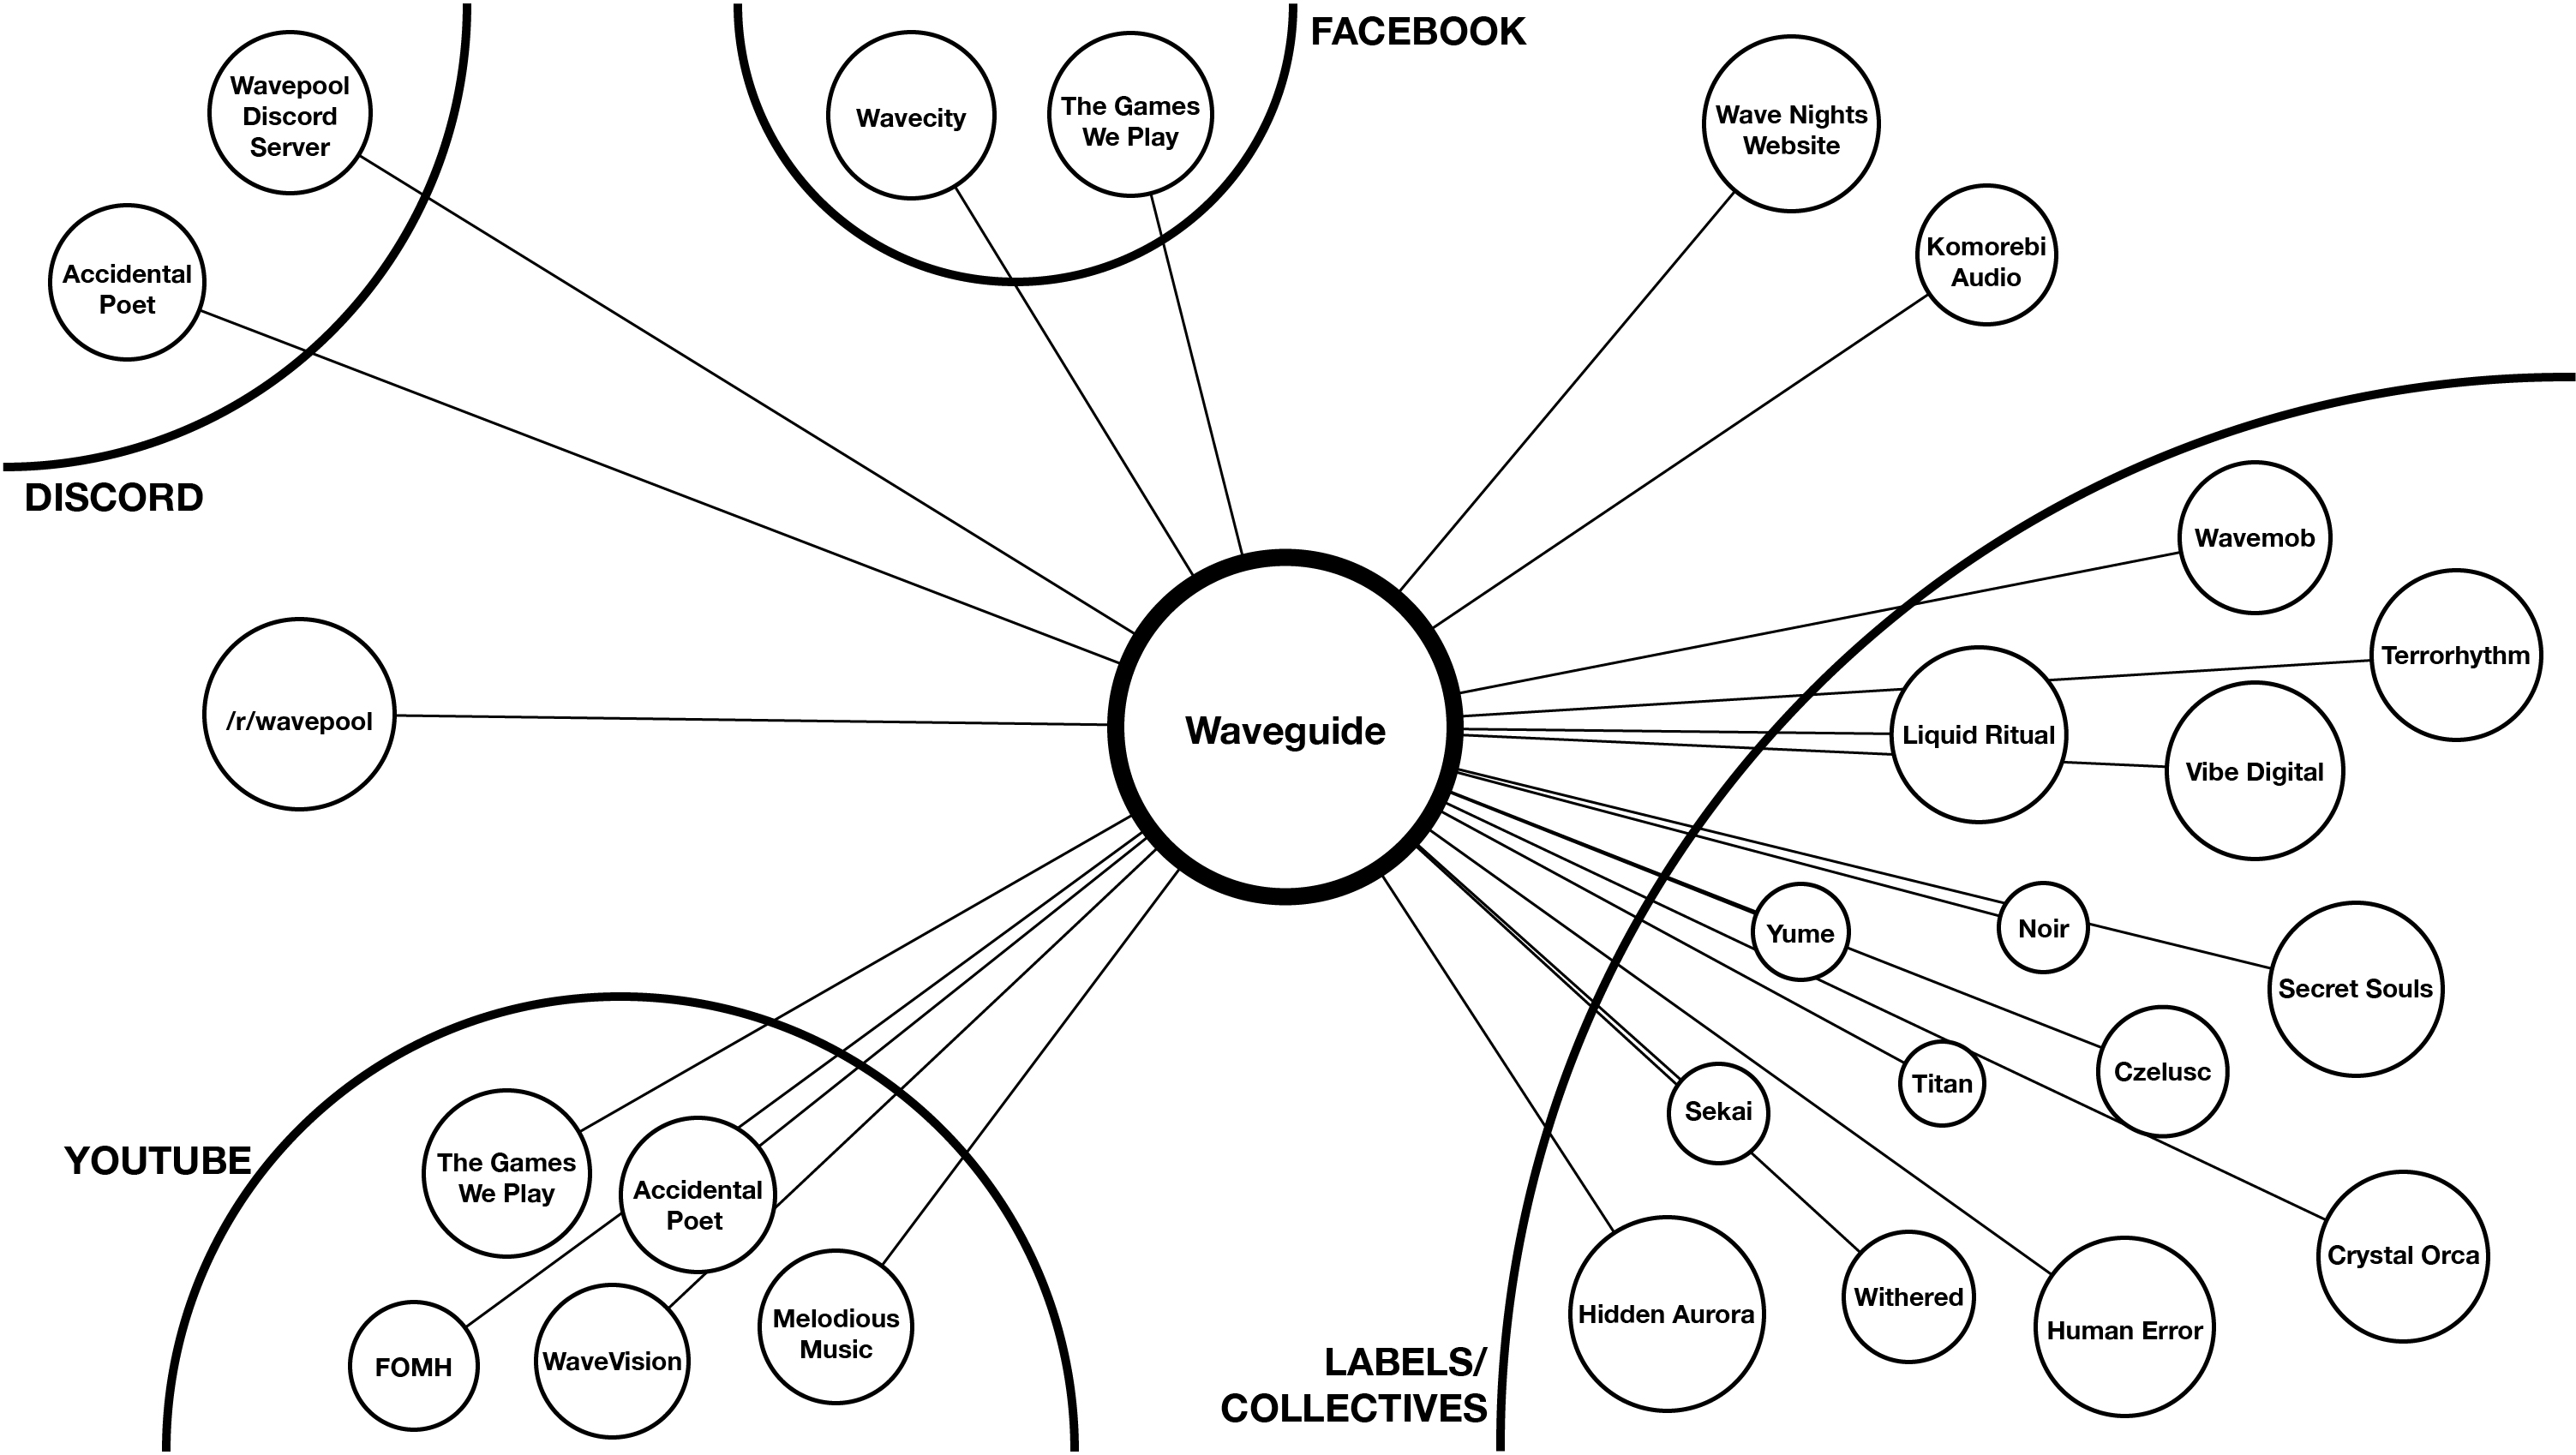 FACEBOOK
Wavepool
Discord
Server
Wavecity
The Games
We Play
Wave Nights
Website
Accidental
Poet
Komorebi
Audio
DISCORD
Wavemob
Terrorhythm
/r/wavepool
Waveguide
Liquid Ritual
Vibe Digital
Yume
Noir
Secret Souls
Czelusc
Titan
Sekai
YOUTUBE
The Games
We Play
Accidental
Poet
Crystal Orca
Withered
Hidden Aurora
Human Error
Melodious
Music
FOMH
WaveVision
LABELS/
COLLECTIVES